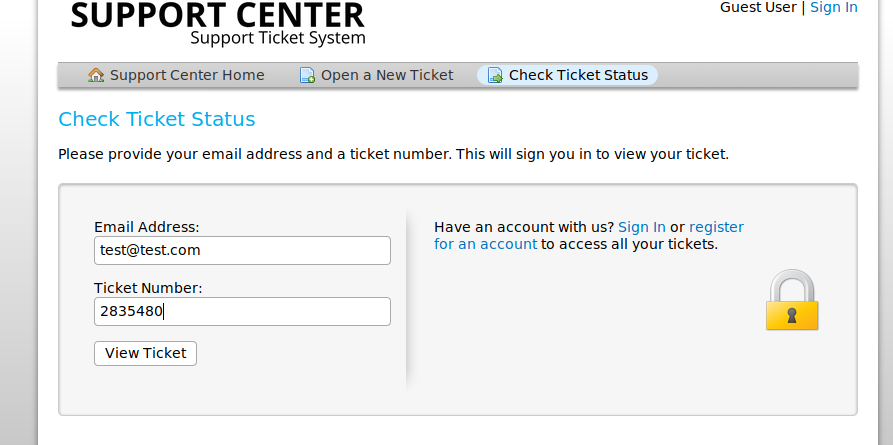 SUPPORT CENTER
Support Ticket System
Guest User | Sign In
Support Center Home
Open a New Ticket
Check Ticket Status
Check Ticket Status
Please provide your email address and a ticket number. This will sign you in to view your ticket.
Email Address:
test@test.com
Ticket Number:
2835480
View Ticket
Have an account with us? Sign In or register
for an account to access all your tickets.